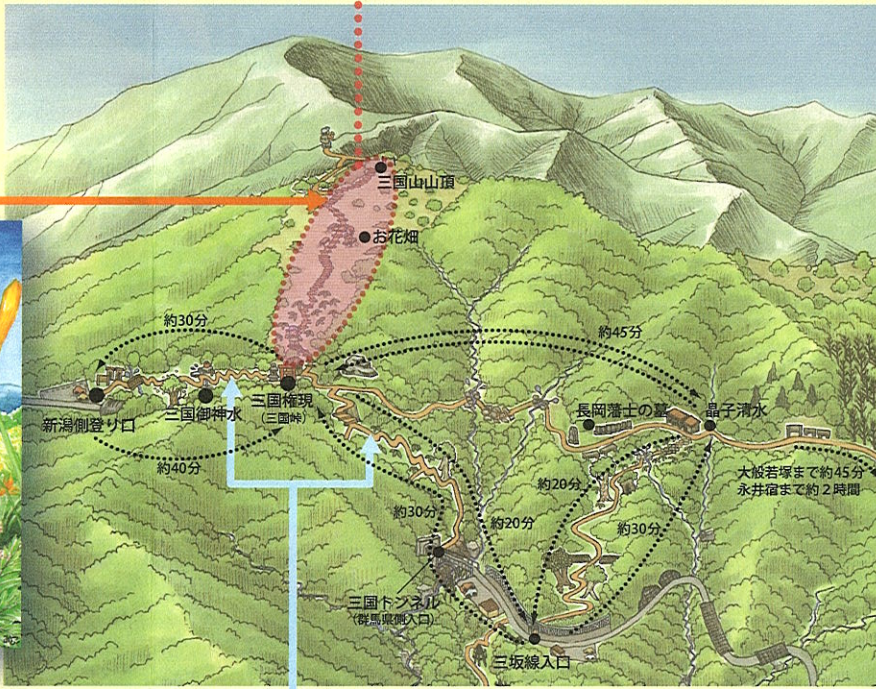 三国山山頂
お花畑
約30分
約45分
新潟側登り口
三国御神水
三国権現
(三国峠)
長岡藩士の墓
晶子清水
約40分
大般若塚まで約45分
永井宿まで約2時間
約20分
約30分
約20分
約30分
三国トンネル
(群馬県側入口)
三坂線入口